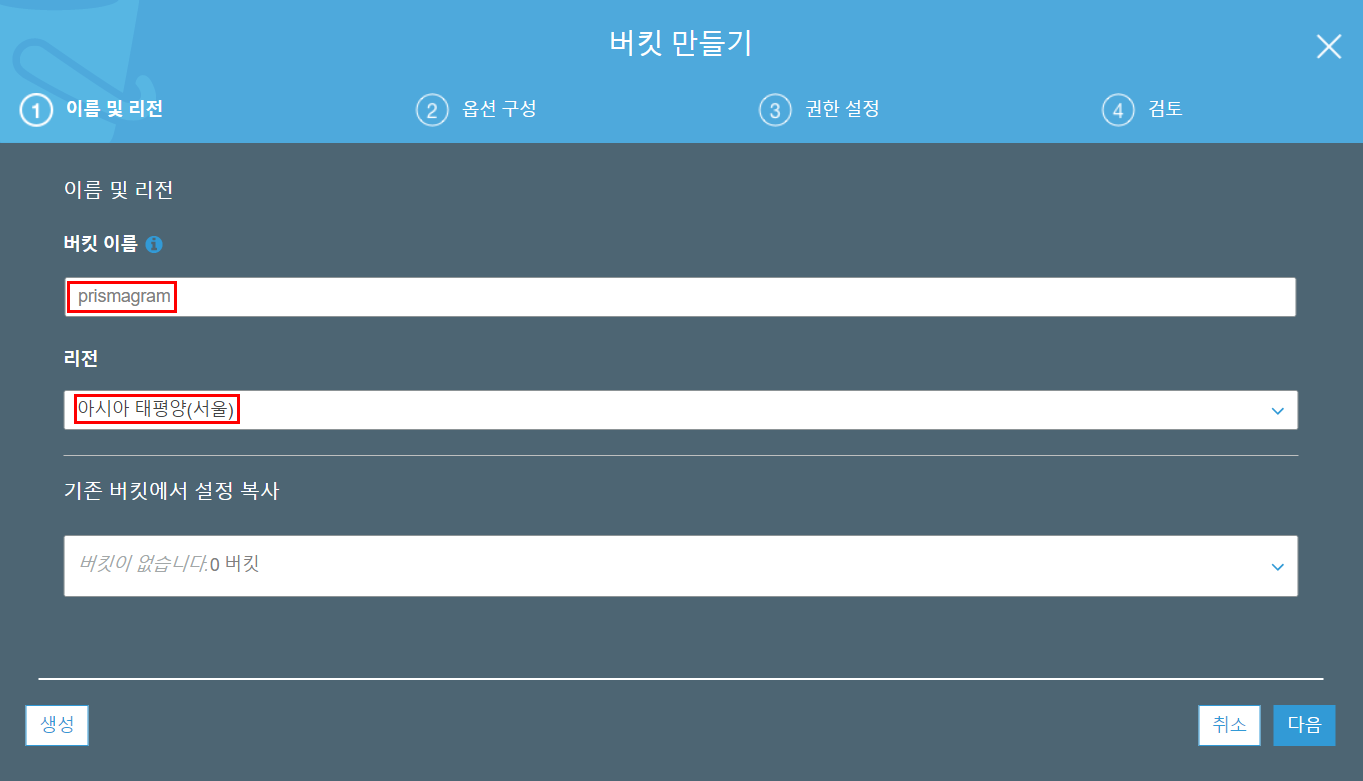 버킷 만들기
1 이름 및 리전
2 옵션 구성
3 권한 설정
4 검토
이름 및 리전
버킷 이름
prismagram
리전
아시아 태평양(서울)
기존 버킷에서 설정 복사
버킷이 없습니다.0 버킷
생성
취소
다음